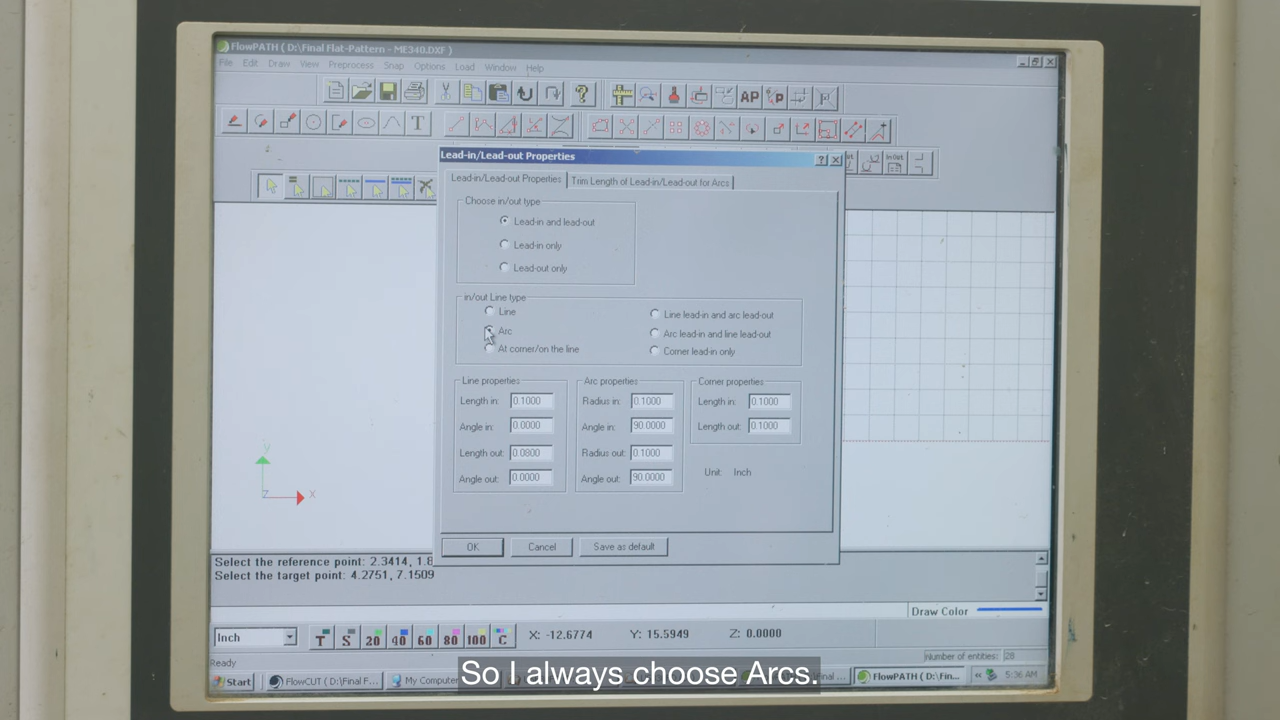 FlowPATH ( D:\Final Flat-Pattern - ME340.DXF )
File Edit Draw View Preprocess Snap Options Load Window Help
AP
T
In Out
Lead-in/Lead-out Properties
Lead-in/Lead-out Properties Trim Length of Lead-in/Lead-out for Arcs
Choose in/out type
Lead-in and lead-out
Lead-in only
Lead-out only
in/out Line type
Line
Arc
At corner/on the line
Line lead-in and arc lead-out
Arc lead-in and line lead-out
Corner lead-in only
Line properties
Length in: 0.1000
Angle in: 0.0000
Length out: 0.0800
Angle out: 0.0000
Arc properties
Radius in: 0.1000
Angle in: 90.0000
Radius out: 0.1000
Angle out: 90.0000
Corner properties
Length in: 0.1000
Length out: 0.1000
Unit: Inch
OK Cancel Save as default
Y
Z X
Select the reference point: 2.3414, 1.8
Select the target point: 4.2751, 7.1509
Draw Color
Inch T S 20 40 60 80 100 C X: -12.6774 Y: 15.5949 Z: 0.0000
Ready Number of entities: 28
So I always choose Arcs.
Start FlowCUT ( D:\Final F... My Computer FlowPATH ( D:\Fin... 5:36 AM